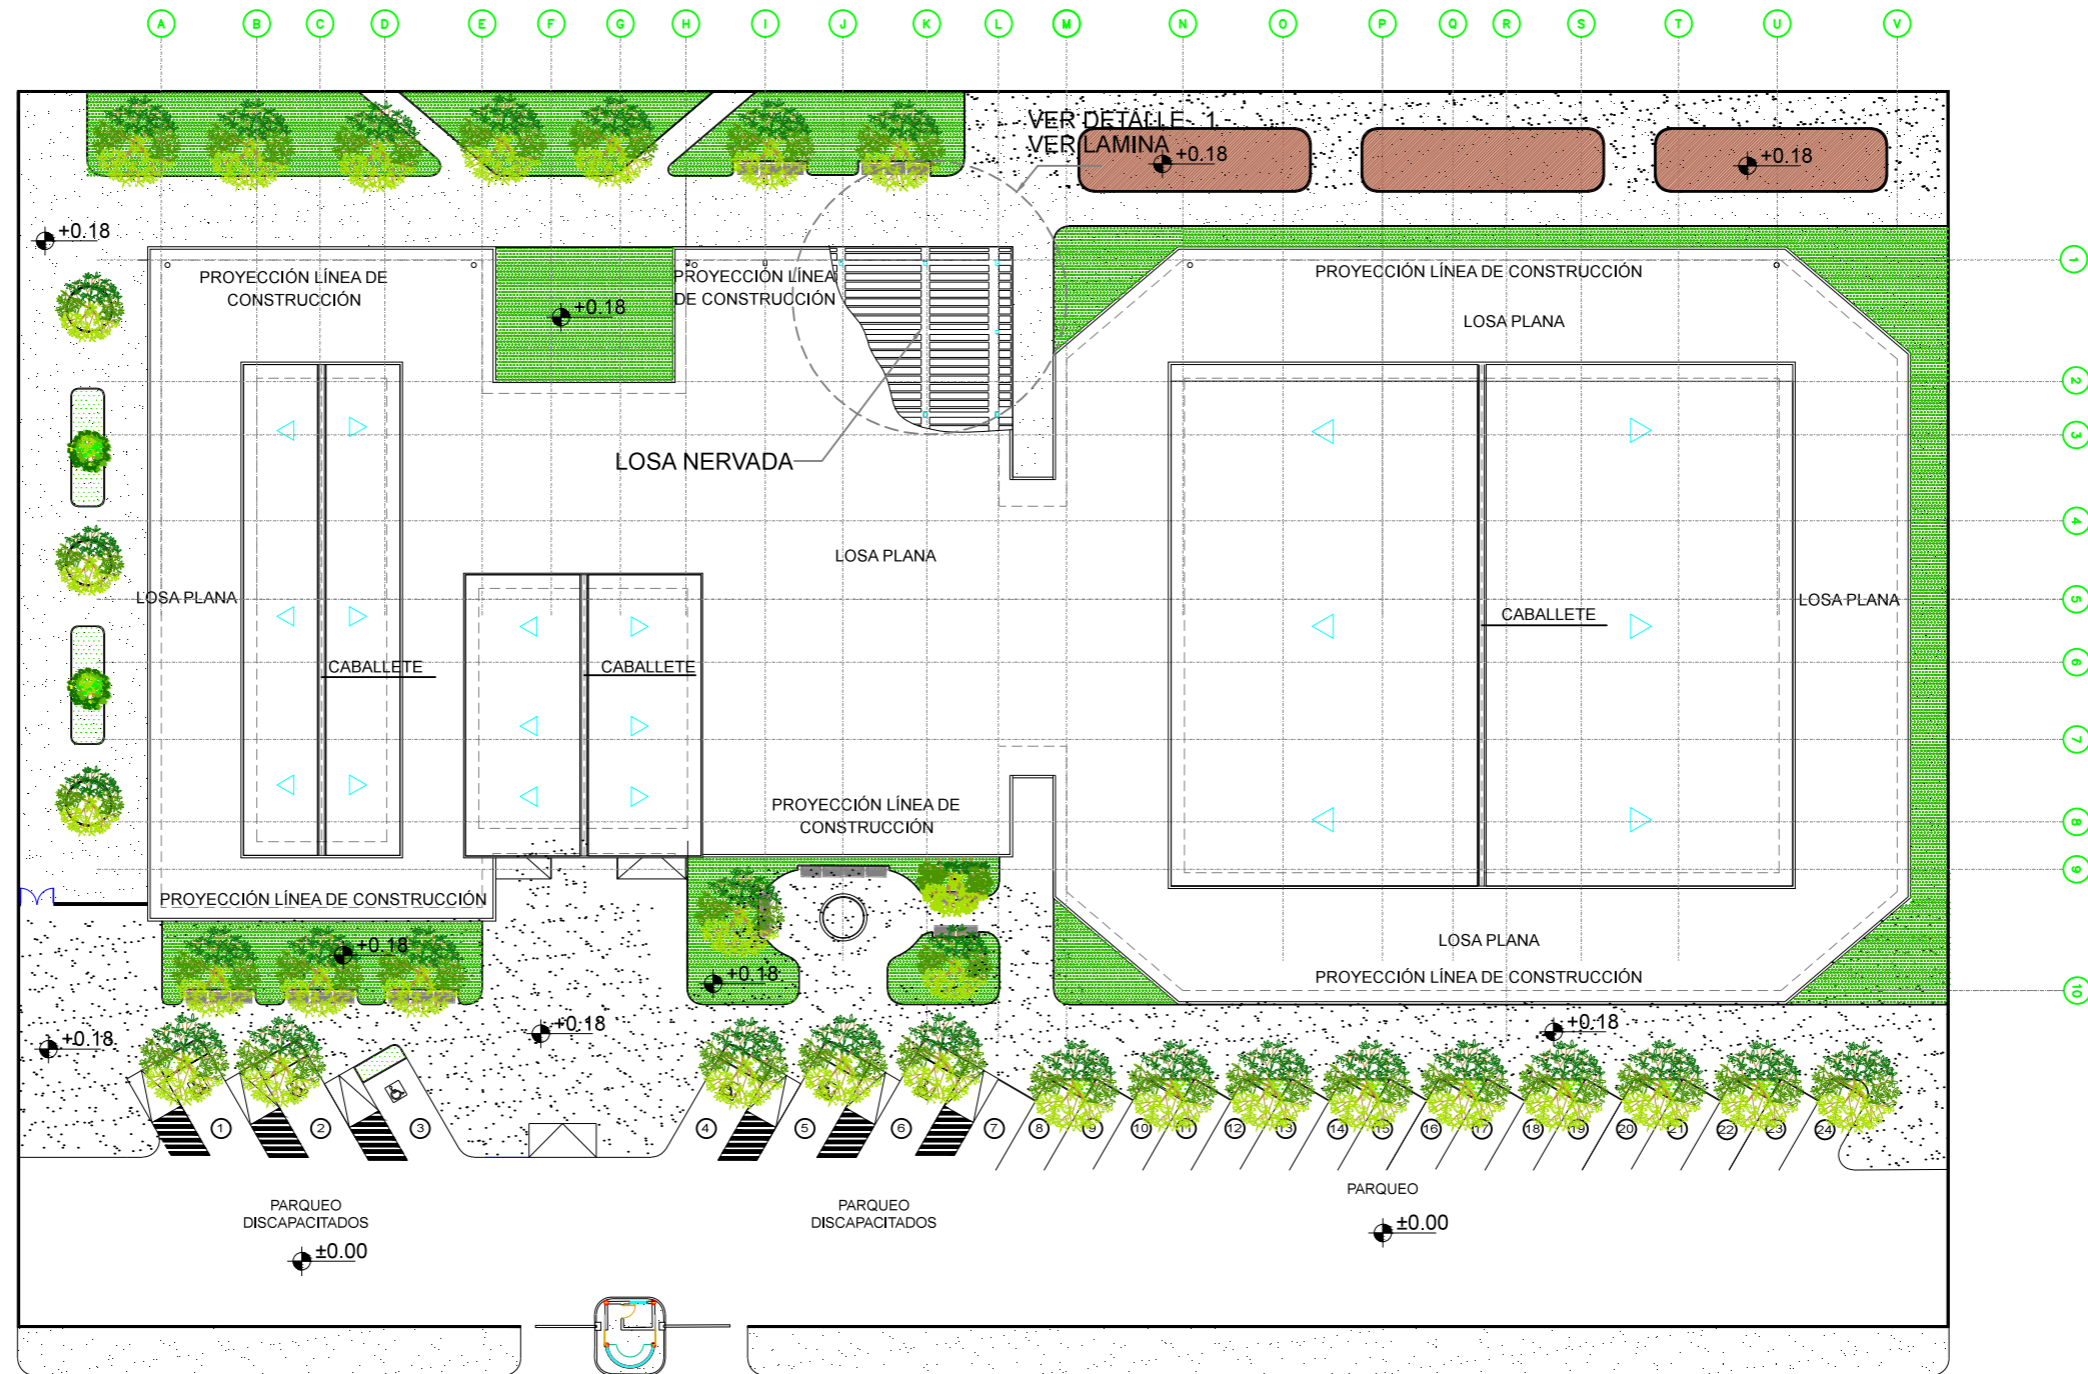 A B C D E F G H I J K L M N O P Q R S T U V
VER DETALLE 1
VER LAMINA
+0.18
+0.18
+0.18
1
PROYECCIÓN LÍNEA DE
CONSTRUCCIÓN
PROYECCIÓN LÍNEA
DE CONSTRUCCIÓN
PROYECCIÓN LÍNEA DE CONSTRUCCIÓN
+0.18
LOSA PLANA
2
3
LOSA NERVADA
4
LOSA PLANA
LOSA PLANA
5
LOSA PLANA
CABALLETE
CABALLETE
CABALLETE
6
7
PROYECCIÓN LÍNEA DE
CONSTRUCCIÓN
8
9
PROYECCIÓN LÍNEA DE CONSTRUCCIÓN
LOSA PLANA
+0.18
+0.18
PROYECCIÓN LÍNEA DE CONSTRUCCIÓN
10
+0.18
+0.18
+0.18
1 2 3 4 5 6 7 8 9 10 11 12 13 14 15 16 17 18 19 20 21 22 23 24
PARQUEO
DISCAPACITADOS
±0.00
PARQUEO
DISCAPACITADOS
PARQUEO
±0.00